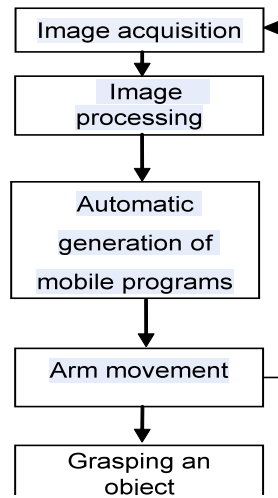 Image acquisition
Image
processing
Automatic
generation of
mobile programs
Arm movement
Grasping an
object